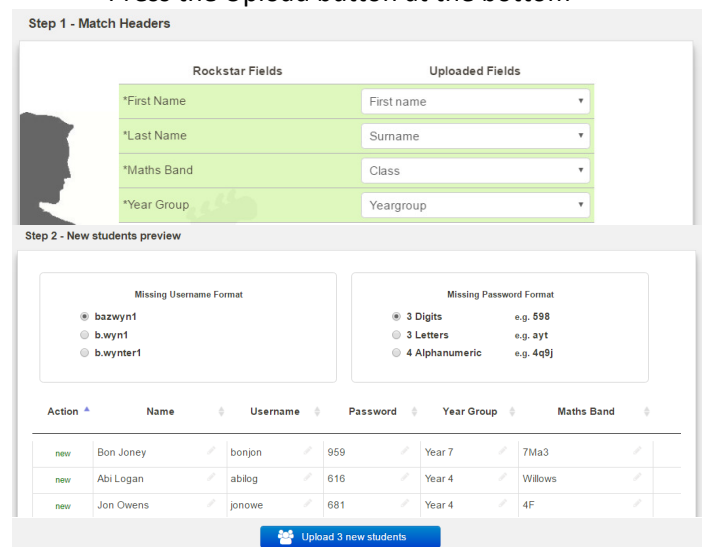 Press the Upload button at the bottom
Step 1 - Match Headers
Rockstar Fields Uploaded Fields
*First Name First name
*Last Name Surname
*Maths Band Class
*Year Group Yeargroup
Step 2 - New students preview
Missing Username Format Missing Password Format
bazwyn1 3 Digits e.g. 598
b.wyn1 3 Letters e.g. ayt
b.wynter1 4 Alphanumeric e.g. 4q9j
Action Name Username Password Year Group Maths Band
new Bon Joney bonjon 959 Year 7 7Ma3
new Abi Logan abilog 616 Year 4 Willows
new Jon Owens jonowe 681 Year 4 4F
Upload 3 new students